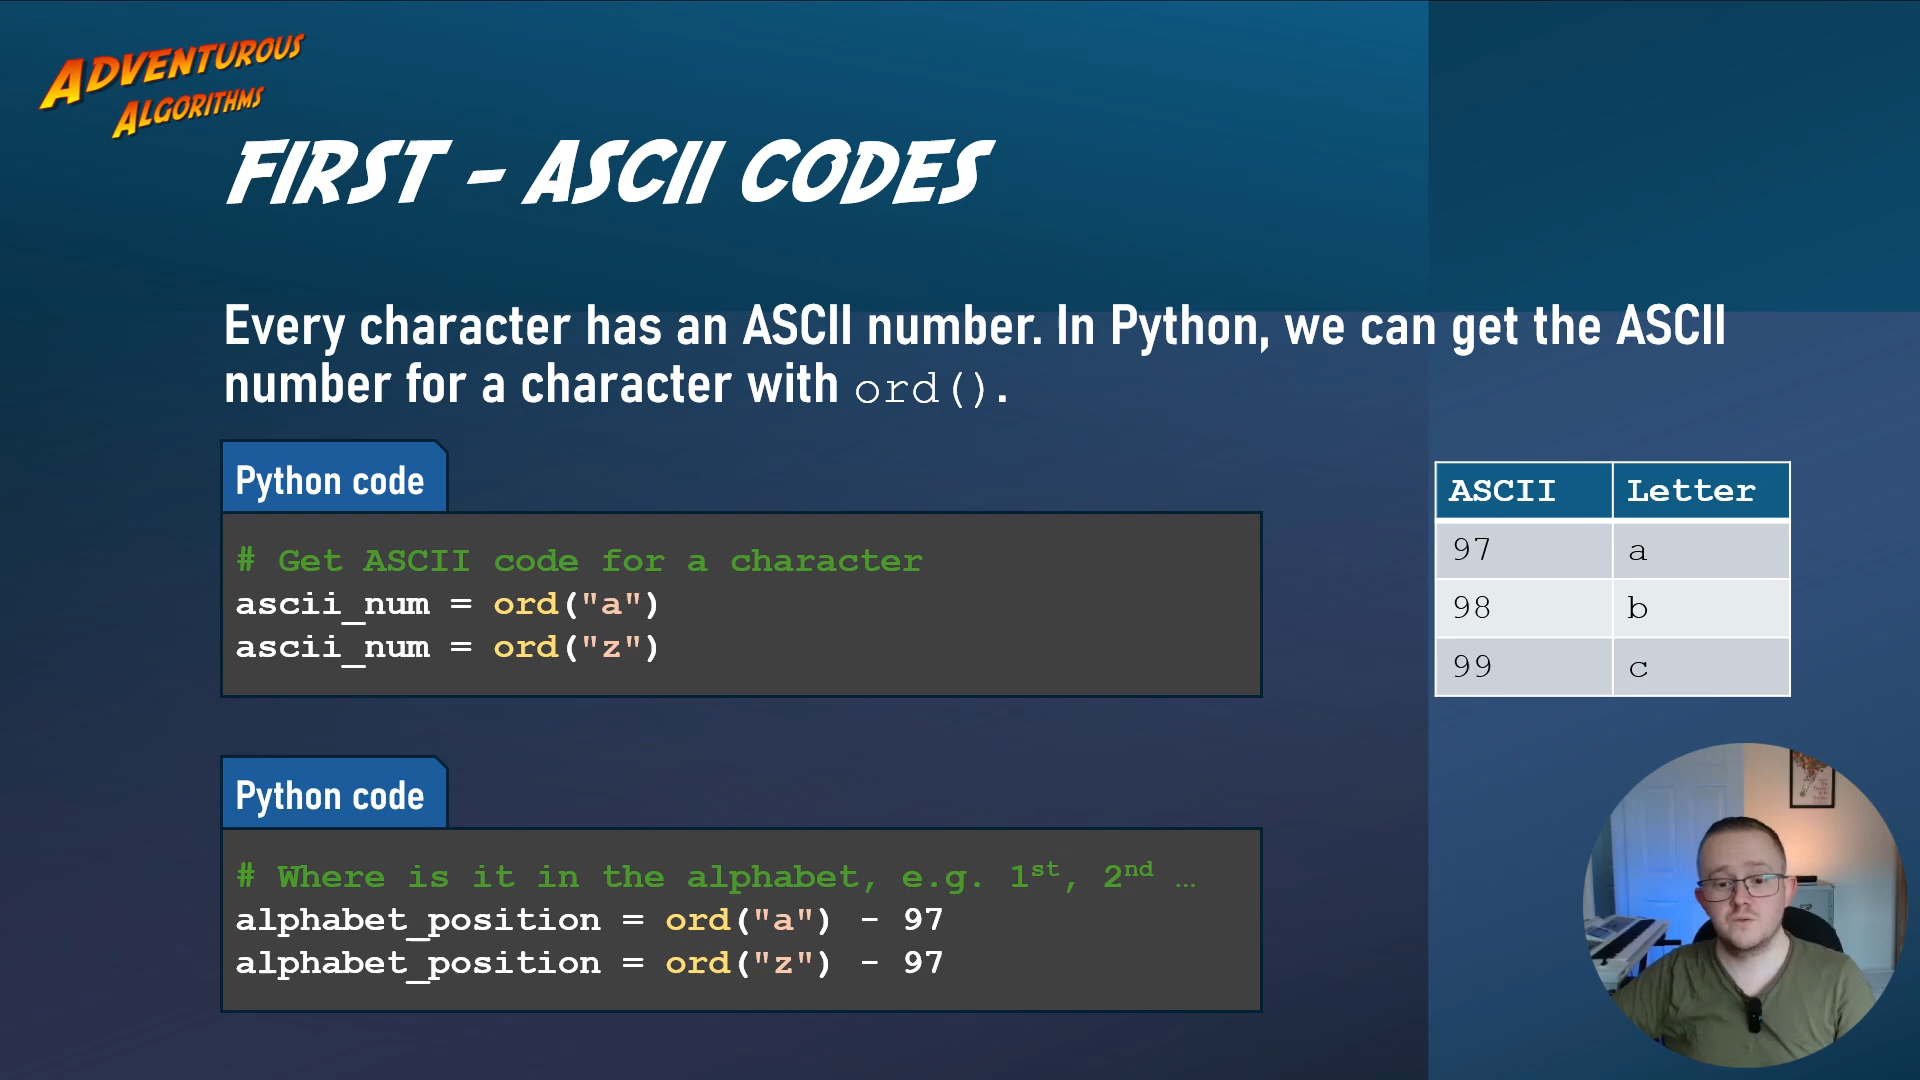 ADVENTUROUS
ALGORITHMS
FIRST - ASCII CODES
Every character has an ASCII number. In Python, we can get the ASCII
number for a character with ord().
Python code
# Get ASCII code for a character
ascii_num = ord("a")
ascii_num = ord("z")
ASCII Letter
97 a
98 b
99 c
Python code
# Where is it in the alphabet, e.g. 1st, 2nd …
alphabet_position = ord("a") - 97
alphabet_position = ord("z") - 97